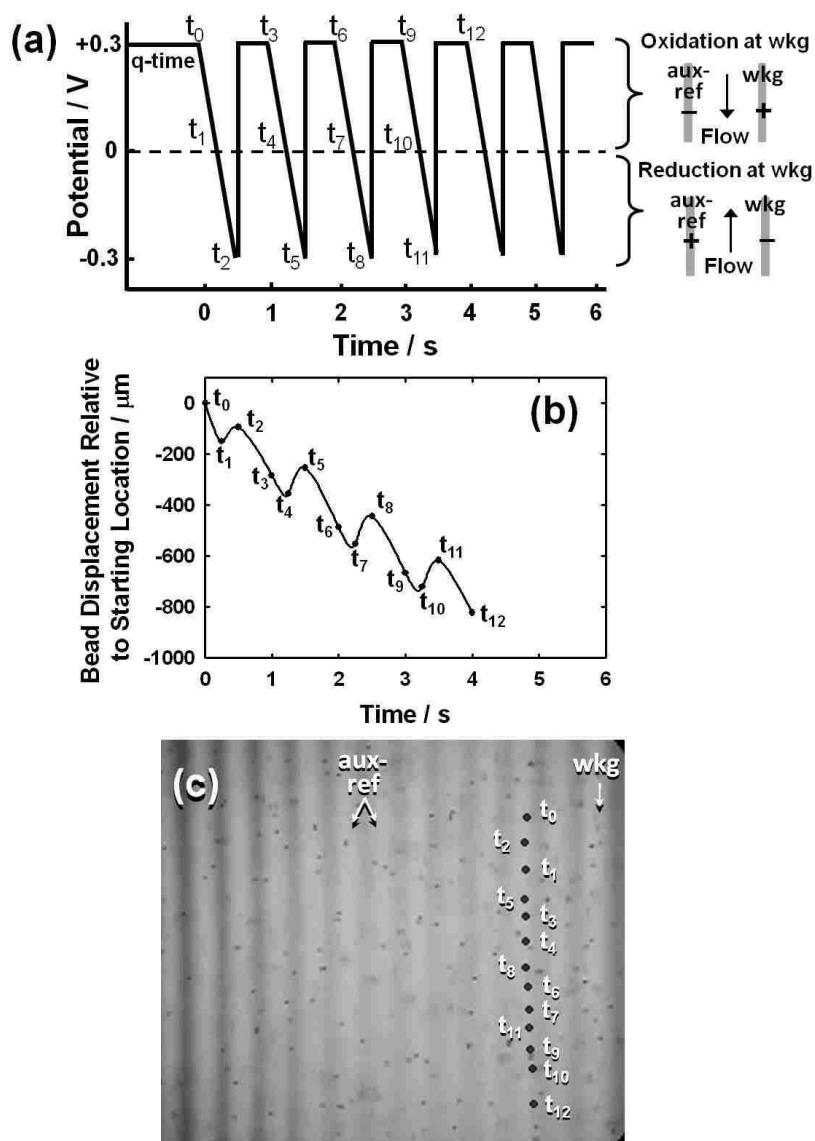 (a)
t0 t3 t6 t9 t12
+0.3
q-time
t1 t4 t7 t10
0
-0.3
t2 t5 t8 t11
Potential / V
0 1 2 3 4 5 6
Time / s
Oxidation at wkg
aux-ref
wkg
− +
Flow
Reduction at wkg
aux-ref
wkg
+ −
Flow
(b)
Bead Displacement Relative
to Starting Location / μm
0
-200
-400
-600
-800
-1000
t0
t1
t2
t3
t4
t5
t6
t7
t8
t9
t10
t11
t12
0 1 2 3 4 5 6
Time / s
(c)
aux-
ref
wkg
t0
t2
t1
t5
t3
t4
t8
t6
t7
t11
t9
t10
t12